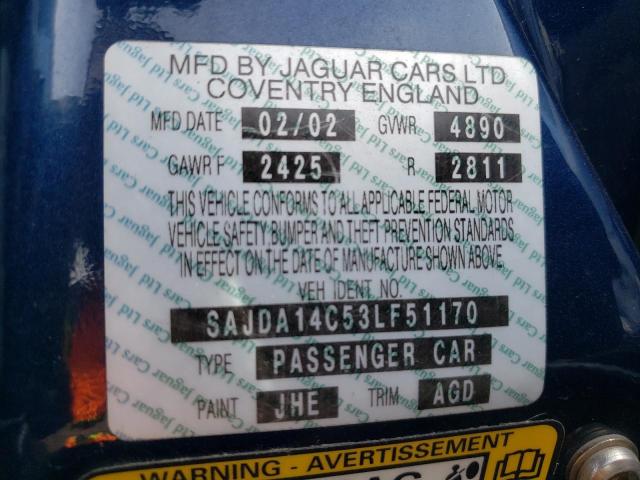 MFD BY JAGUAR CARS LTD
COVENTRY ENGLAND
MFD DATE 02/02 GVWR 4890
GAWR F 2425 R 2811
THIS VEHICLE CONFORMS TO ALL APPLICABLE FEDERAL MOTOR
VEHICLE SAFETY BUMPER AND THEFT PREVENTION STANDARDS
IN EFFECT ON THE DATE OF MANUFACTURE SHOWN ABOVE.
VEH IDENT NO.
SAJDA14C53LF51170
TYPE PASSENGER CAR
PAINT JHE TRIM AGD
WARNING - AVERTISSEMENT